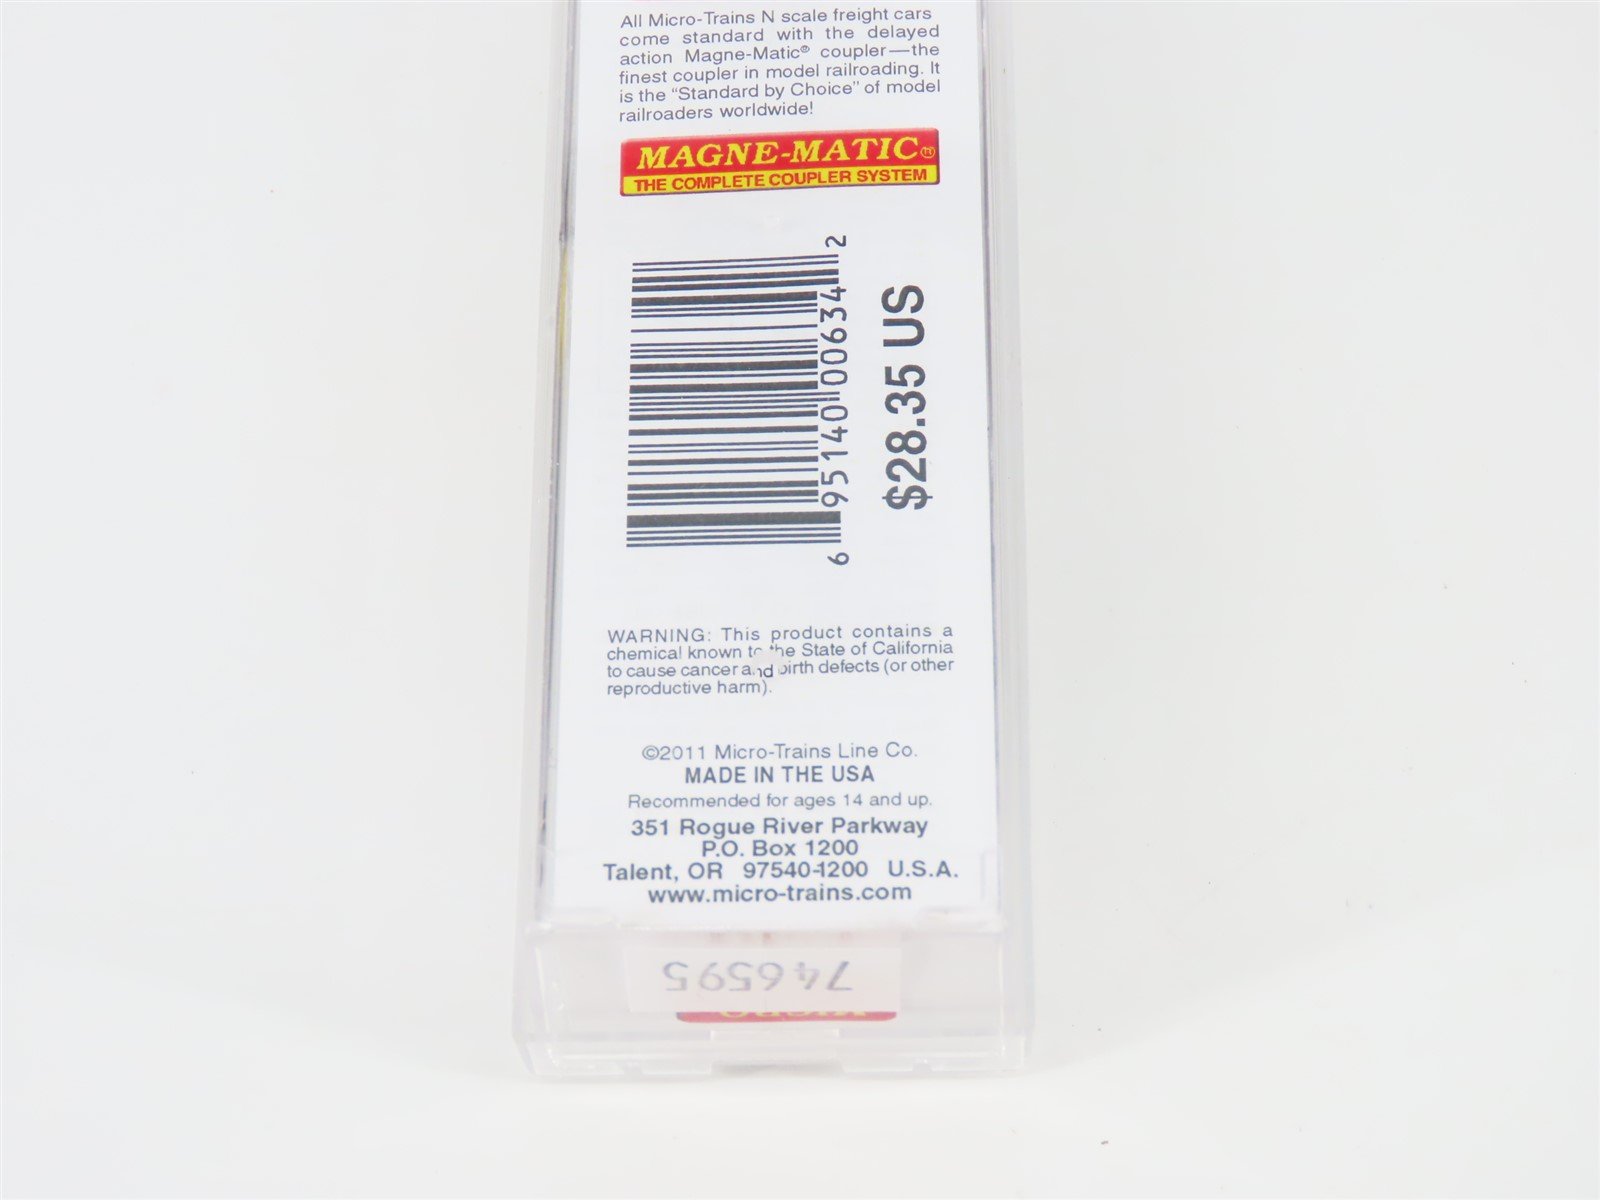 All Micro-Trains N scale freight cars
come standard with the delayed
action Magne-Matic® coupler—the
finest coupler in model railroading. It
is the “Standard by Choice” of model
railroaders worldwide!
MAGNE-MATIC®
THE COMPLETE COUPLER SYSTEM
6 95140 00634 2
$28.35 US
WARNING: This product contains a
chemical known to the State of California
to cause cancer and birth defects (or other
reproductive harm).
©2011 Micro-Trains Line Co.
MADE IN THE USA
Recommended for ages 14 and up.
351 Rogue River Parkway
P.O. Box 1200
Talent, OR 97540-1200 U.S.A.
www.micro-trains.com
746595